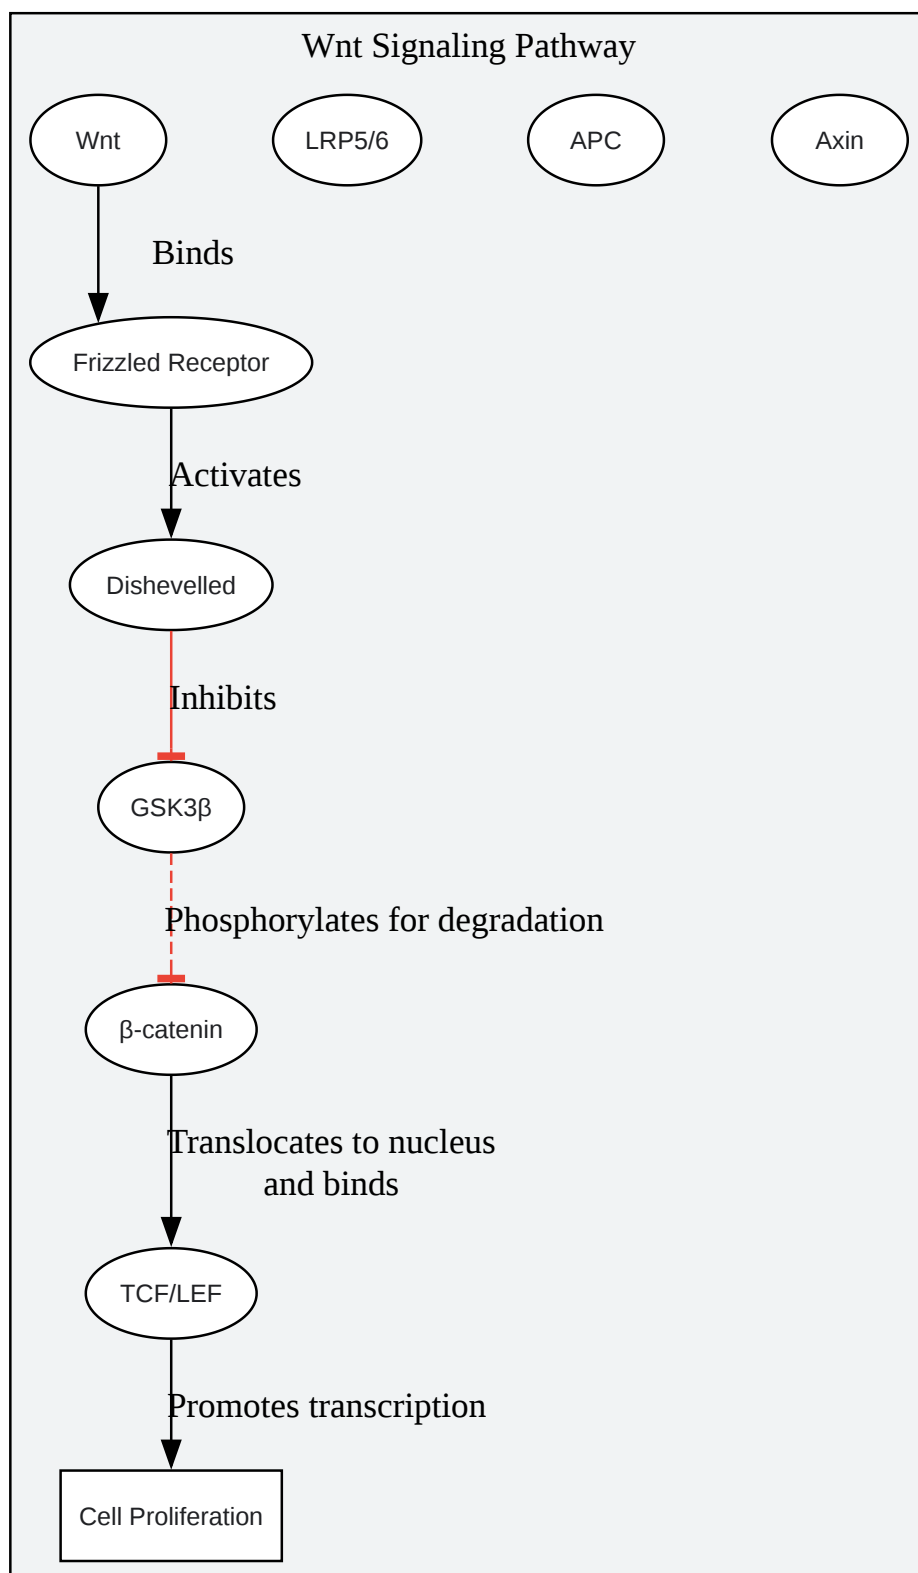 Wnt Signaling Pathway
Wnt
LRP5/6
APC
Axin
Binds
Frizzled Receptor
Activates
Dishevelled
Inhibits
GSK3β
Phosphorylates for degradation
β-catenin
Translocates to nucleus
and binds
TCF/LEF
Promotes transcription
Cell Proliferation